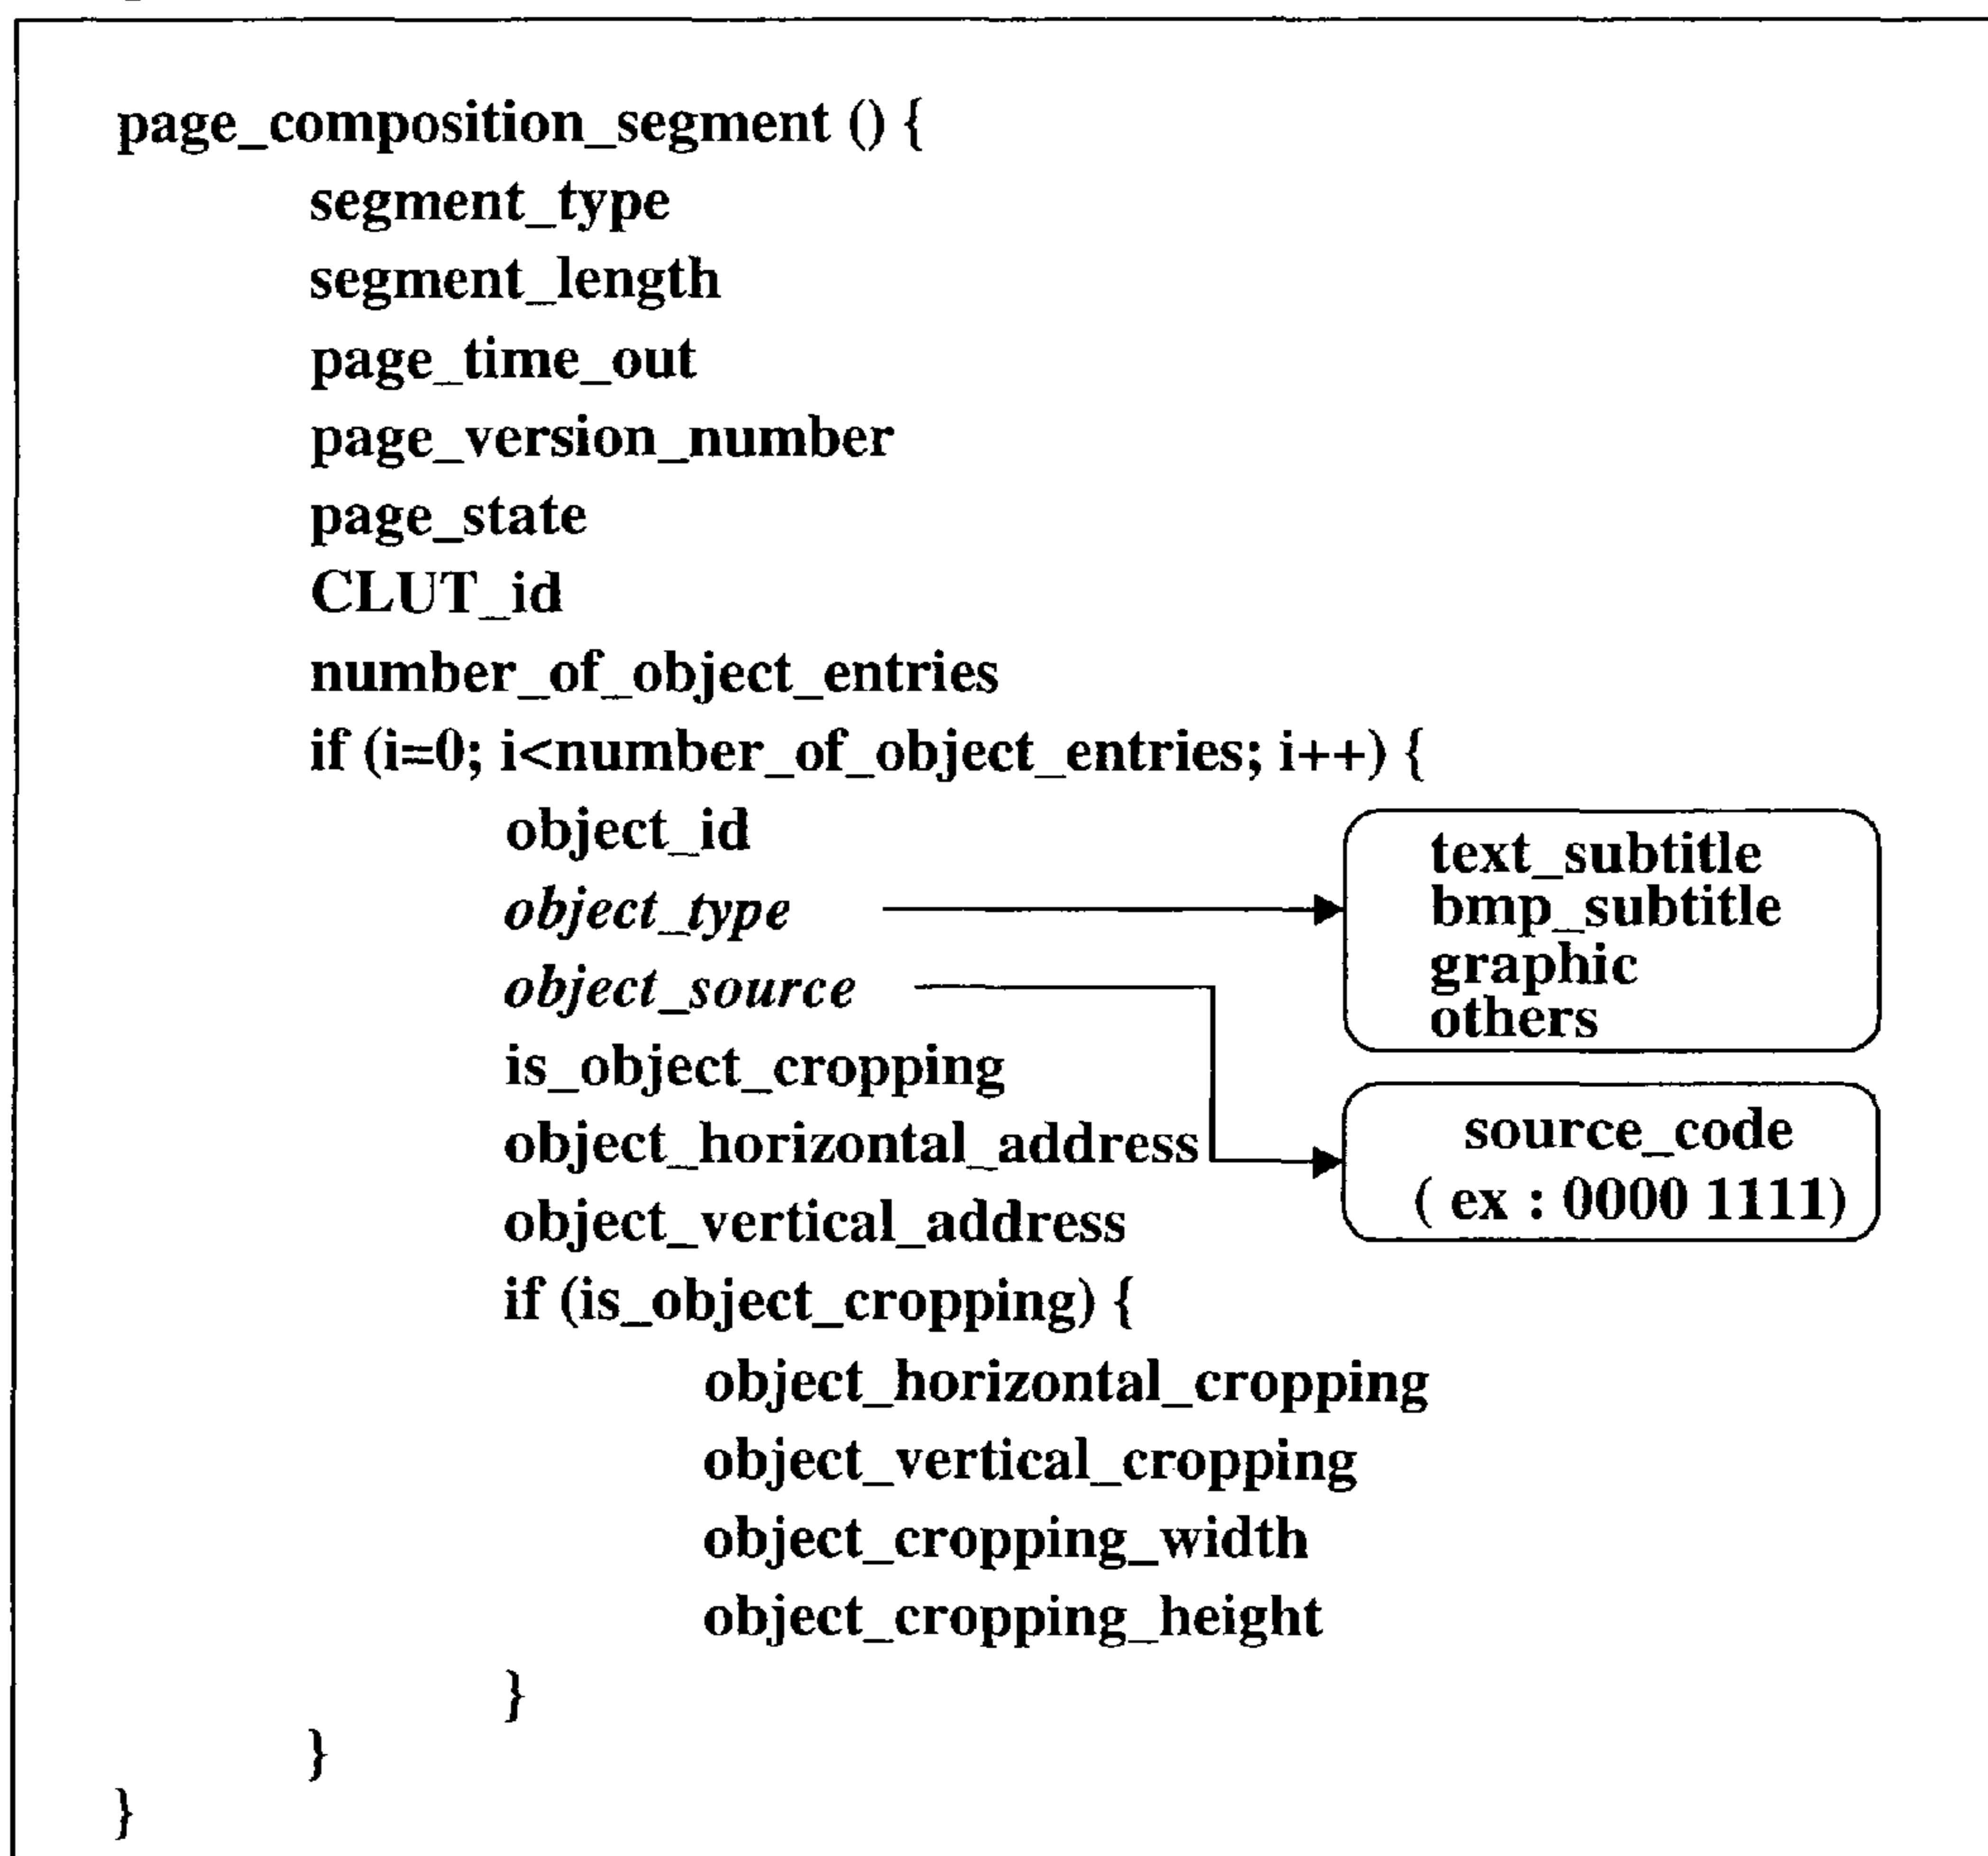 page_composition_segment () {
segment_type
segment_length
page_time_out
page_version_number
page_state
CLUT_id
number_of_object_entries
if (i=0; i<number_of_object_entries; i++) {
object_id
object_type
object_source
is_object_cropping
object_horizontal_address
object_vertical_address
if (is_object_cropping) {
object_horizontal_cropping
object_vertical_cropping
object_cropping_width
object_cropping_height
}
}
}
text_subtitle
bmp_subtitle
graphic
others
source_code
( ex : 0000 1111)